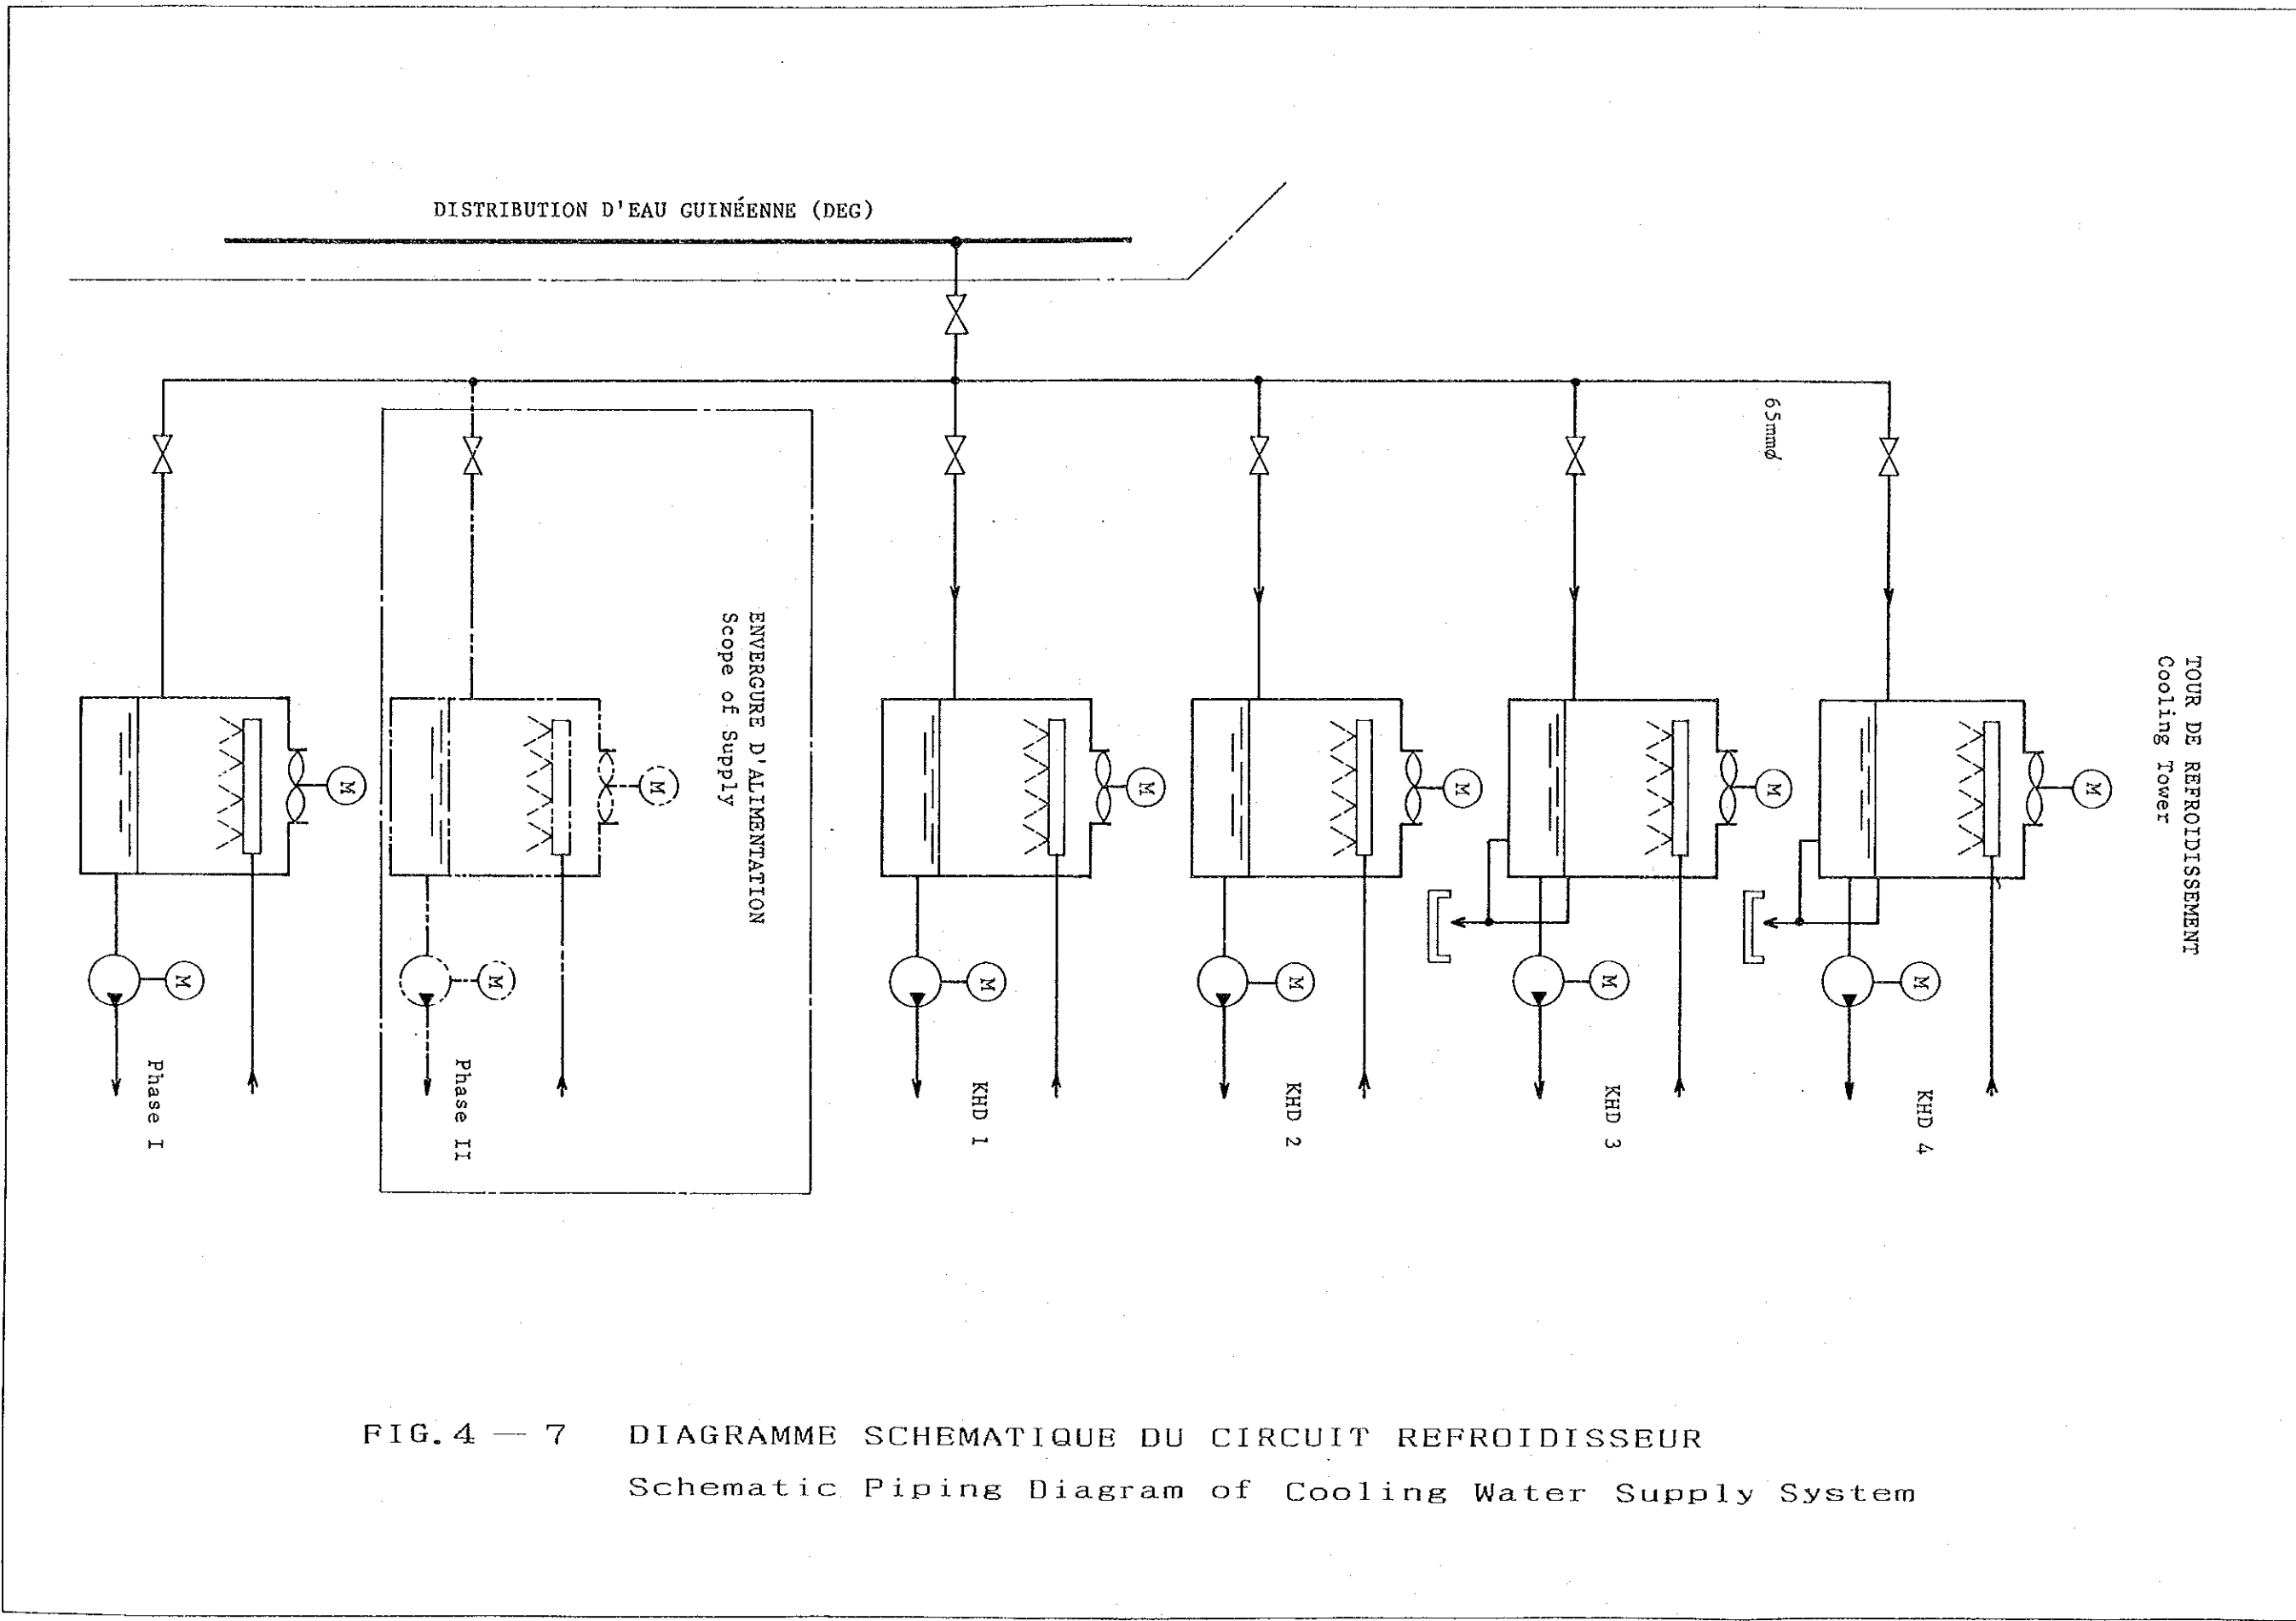 DISTRIBUTION D'EAU GUINÉENNE (DEG)
65mmø
TOUR DE REFROIDISSEMENT
Cooling Tower
ENVERGURE D'ALIMENTATION
Scope of Supply
M
M
M
M
M
M
M
M
M
M
M
M
Phase I
Phase II
KHD 1
KHD 2
KHD 3
KHD 4
FIG. 4 — 7 DIAGRAMME SCHEMATIQUE DU CIRCUIT REFROIDISSEUR
Schematic Piping Diagram of Cooling Water Supply System